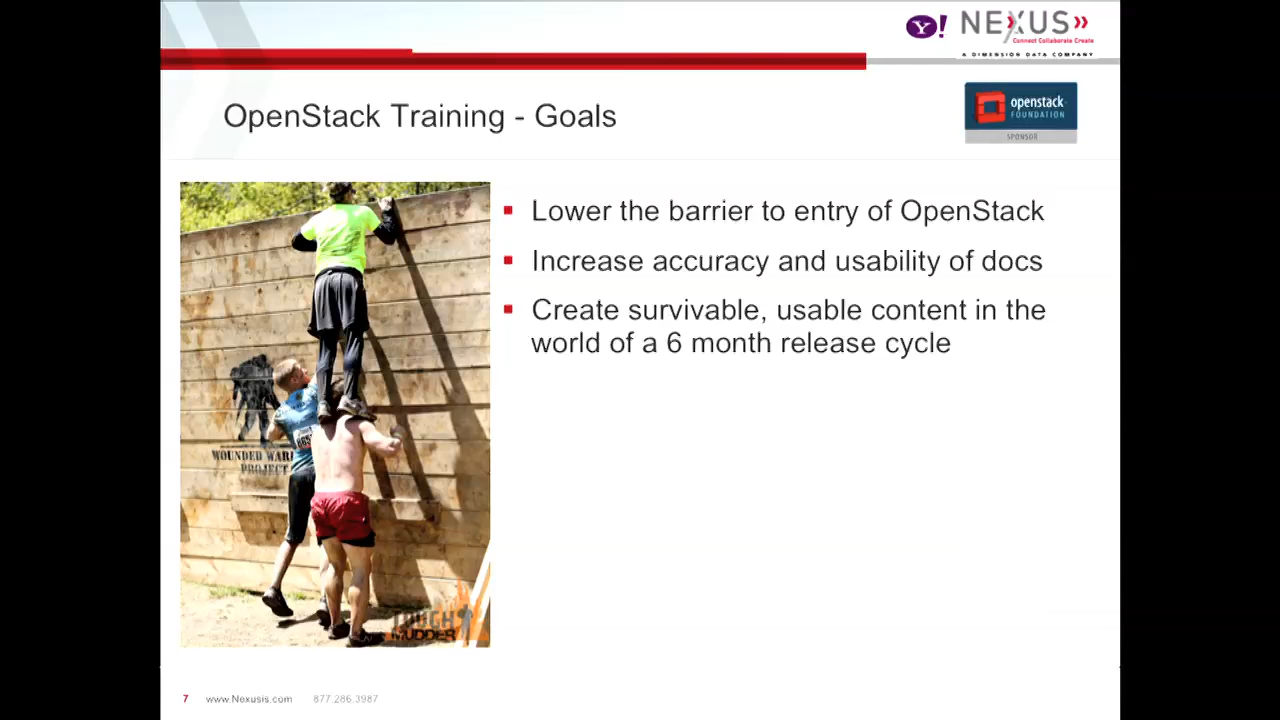 Y! NEXUS
Connect Collaborate Create
A DIMENSION DATA COMPANY
OpenStack Training - Goals
openstack
FOUNDATION
SPONSOR
Lower the barrier to entry of OpenStack
Increase accuracy and usability of docs
Create survivable, usable content in the
world of a 6 month release cycle
WOUNDED WAR
PROJECT
TOUGH
MUDDER
7 www.Nexusis.com 877.286.3987